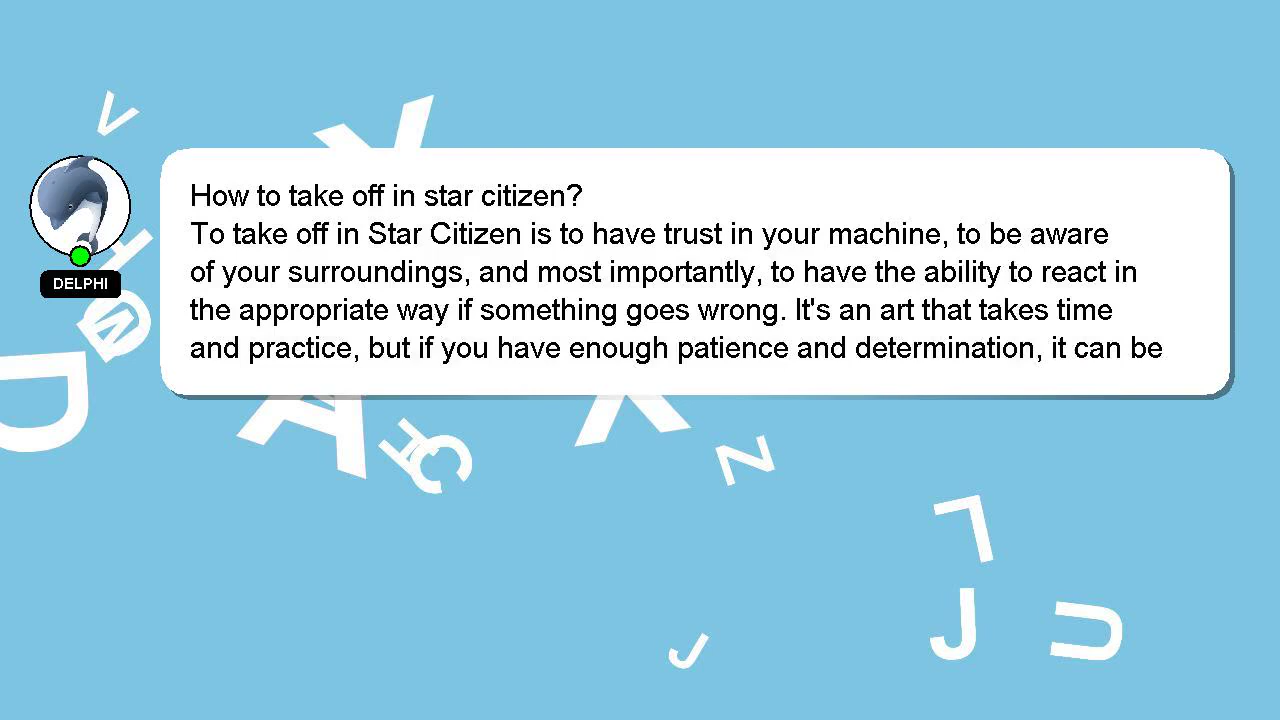 How to take off in star citizen?
To take off in Star Citizen is to have trust in your machine, to be aware
of your surroundings, and most importantly, to have the ability to react in
the appropriate way if something goes wrong. It's an art that takes time
and practice, but if you have enough patience and determination, it can be
DELPHI
V
D
A
H
C
Z
J
J
U